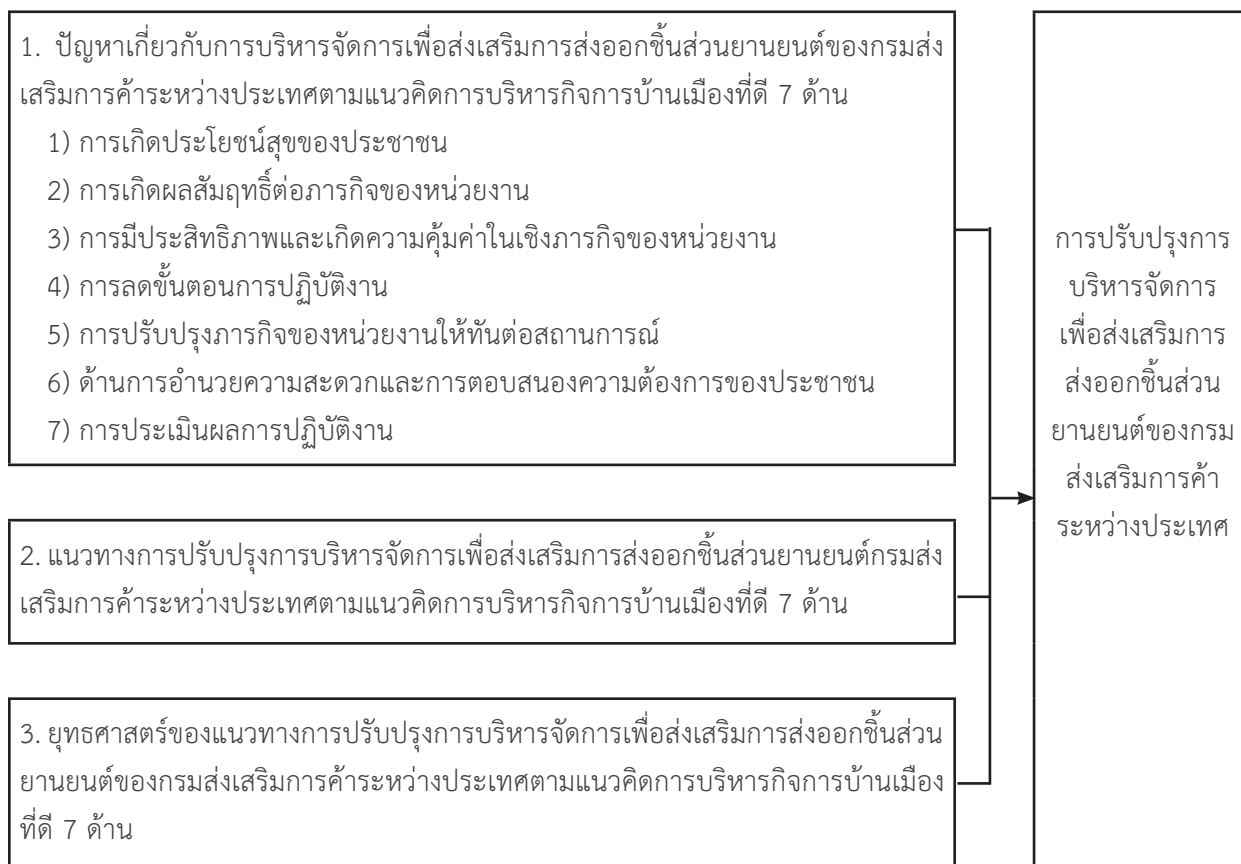 1. ปัญหาเกี่ยวกับการบริหารจัดการเพื่อส่งเสริมการส่งออกชิ้นส่วนยานยนต์ของกรมส่ง
เสริมการค้าระหว่างประเทศตามแนวคิดการบริหารกิจการบ้านเมืองที่ดี 7 ด้าน
1) การเกิดประโยชน์สุขของประชาชน
2) การเกิดผลสัมฤทธิ์ต่อภารกิจของหน่วยงาน
3) การมีประสิทธิภาพและเกิดความคุ้มค่าในเชิงภารกิจของหน่วยงาน
4) การลดขั้นตอนการปฏิบัติงาน
5) การปรับปรุงภารกิจของหน่วยงานให้ทันต่อสถานการณ์
6) ด้านการอำนวยความสะดวกและการตอบสนองความต้องการของประชาชน
7) การประเมินผลการปฏิบัติงาน
2. แนวทางการปรับปรุงการบริหารจัดการเพื่อส่งเสริมการส่งออกชิ้นส่วนยานยนต์กรมส่ง
เสริมการค้าระหว่างประเทศตามแนวคิดการบริหารกิจการบ้านเมืองที่ดี 7 ด้าน
3. ยุทธศาสตร์ของแนวทางการปรับปรุงการบริหารจัดการเพื่อส่งเสริมการส่งออกชิ้นส่วน
ยานยนต์ของกรมส่งเสริมการค้าระหว่างประเทศตามแนวคิดการบริหารกิจการบ้านเมือง
ที่ดี 7 ด้าน
การปรับปรุงการ
บริหารจัดการ
เพื่อส่งเสริมการ
ส่งออกชิ้นส่วน
ยานยนต์ของกรม
ส่งเสริมการค้า
ระหว่างประเทศ